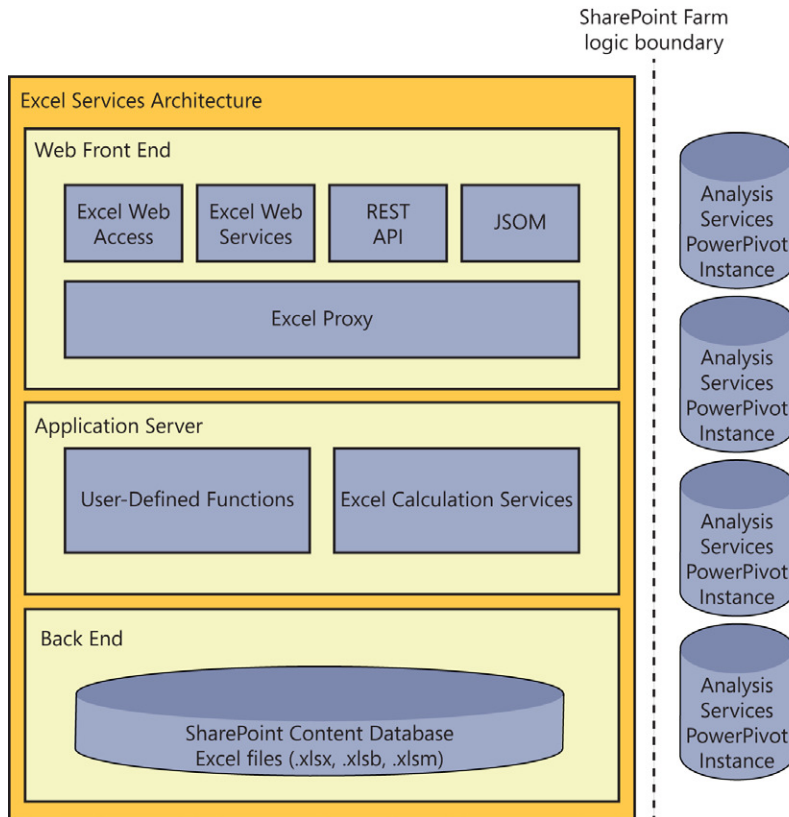 SharePoint Farm
logic boundary
Excel Services Architecture
Web Front End
Excel Web
Access
Excel Web
Services
REST
API
JSOM
Excel Proxy
Application Server
User-Defined Functions
Excel Calculation Services
Back End
SharePoint Content Database
Excel files (.xlsx, .xlsb, .xlsm)
Analysis
Services
PowerPivot
Instance
Analysis
Services
PowerPivot
Instance
Analysis
Services
PowerPivot
Instance
Analysis
Services
PowerPivot
Instance